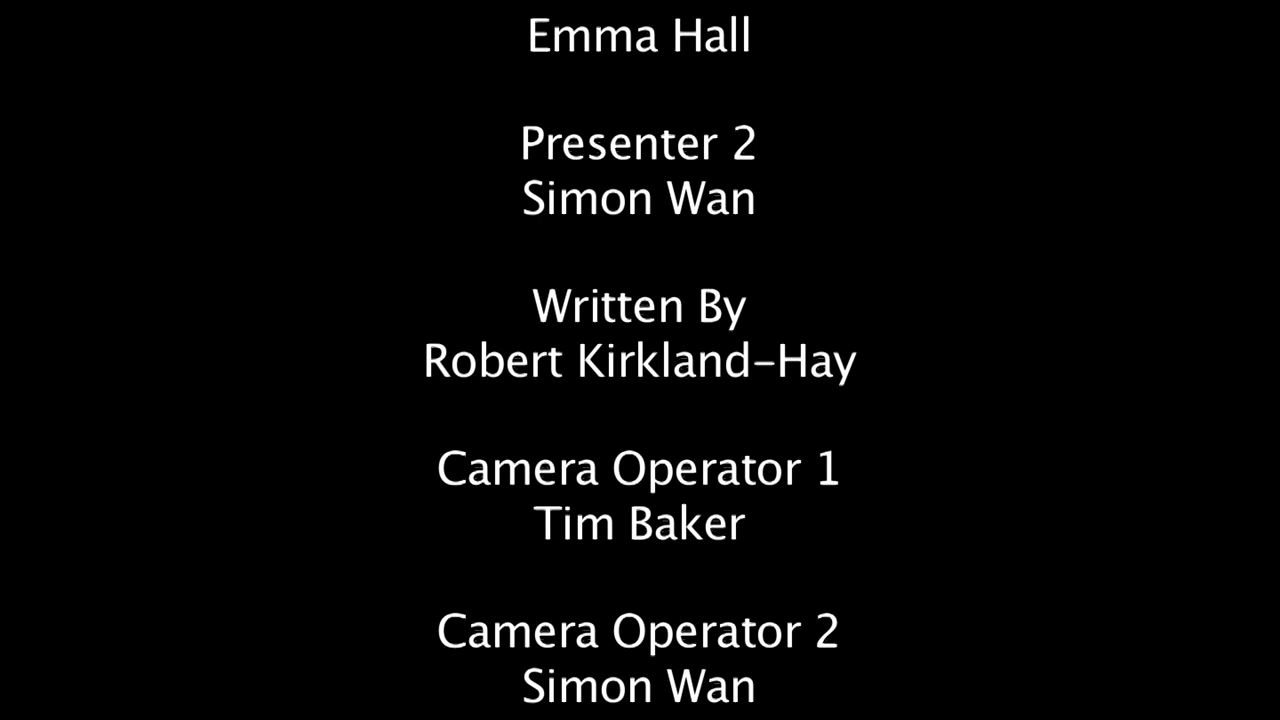 Emma Hall
Presenter 2
Simon Wan
Written By
Robert Kirkland-Hay
Camera Operator 1
Tim Baker
Camera Operator 2
Simon Wan